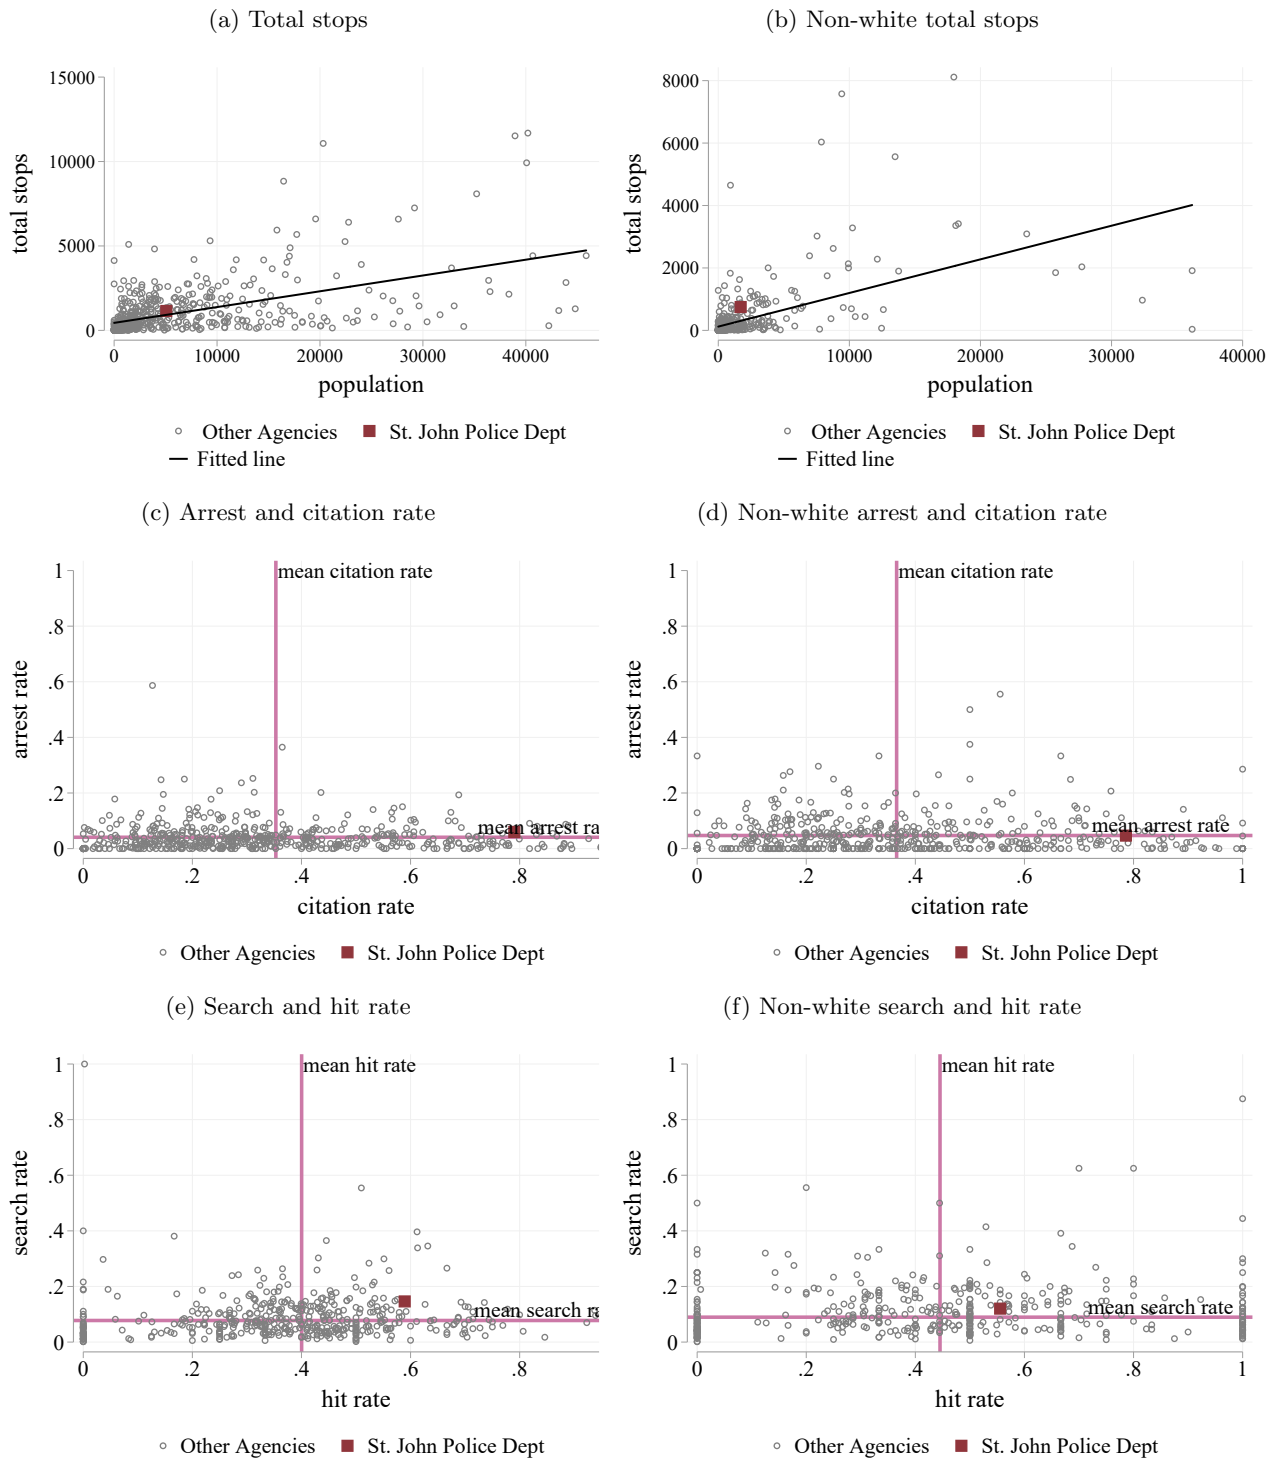 (a) Total stops
15000
10000
5000
0
total stops
0 10000 20000 30000 40000
population
Other Agencies St. John Police Dept
Fitted line
(b) Non-white total stops
8000
6000
4000
2000
0
total stops
0 10000 20000 30000 40000
population
Other Agencies St. John Police Dept
Fitted line
(c) Arrest and citation rate
mean citation rate
1
.8
.6
.4
.2
0
arrest rate
mean arrest ra
0 .2 .4 .6 .8
citation rate
Other Agencies St. John Police Dept
(d) Non-white arrest and citation rate
mean citation rate
1
.8
.6
.4
.2
0
arrest rate
mean arrest rate
0 .2 .4 .6 .8 1
citation rate
Other Agencies St. John Police Dept
(e) Search and hit rate
mean hit rate
1
.8
.6
.4
.2
0
search rate
mean search ra
0 .2 .4 .6 .8
hit rate
Other Agencies St. John Police Dept
(f) Non-white search and hit rate
mean hit rate
1
.8
.6
.4
.2
0
search rate
mean search rate
0 .2 .4 .6 .8 1
hit rate
Other Agencies St. John Police Dept